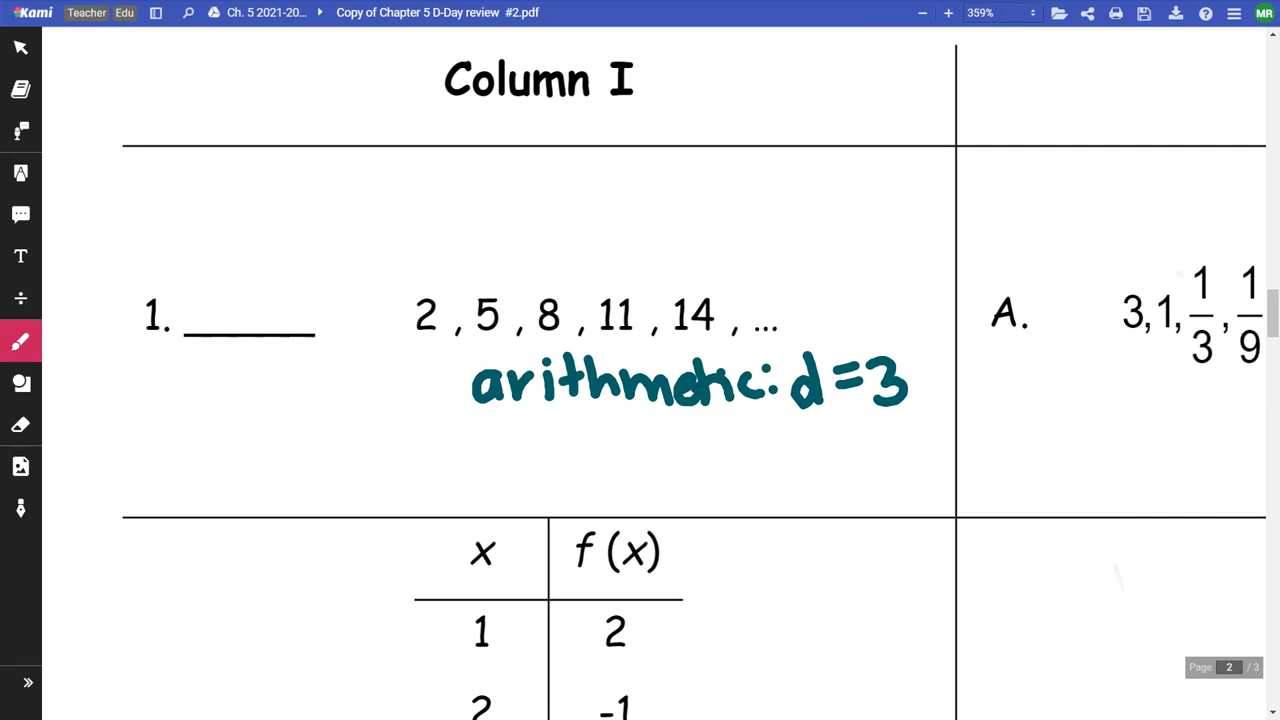 Kami Teacher Edu Ch. 5 2021-20... Copy of Chapter 5 D-Day review #2.pdf 359% MR
Column I
1. ______ 2 , 5 , 8 , 11 , 14 , ...
arithmetic: d = 3
A. 3, 1, 1/3, 1/9
x f (x)
1 2
2 -1
Page 2 / 3